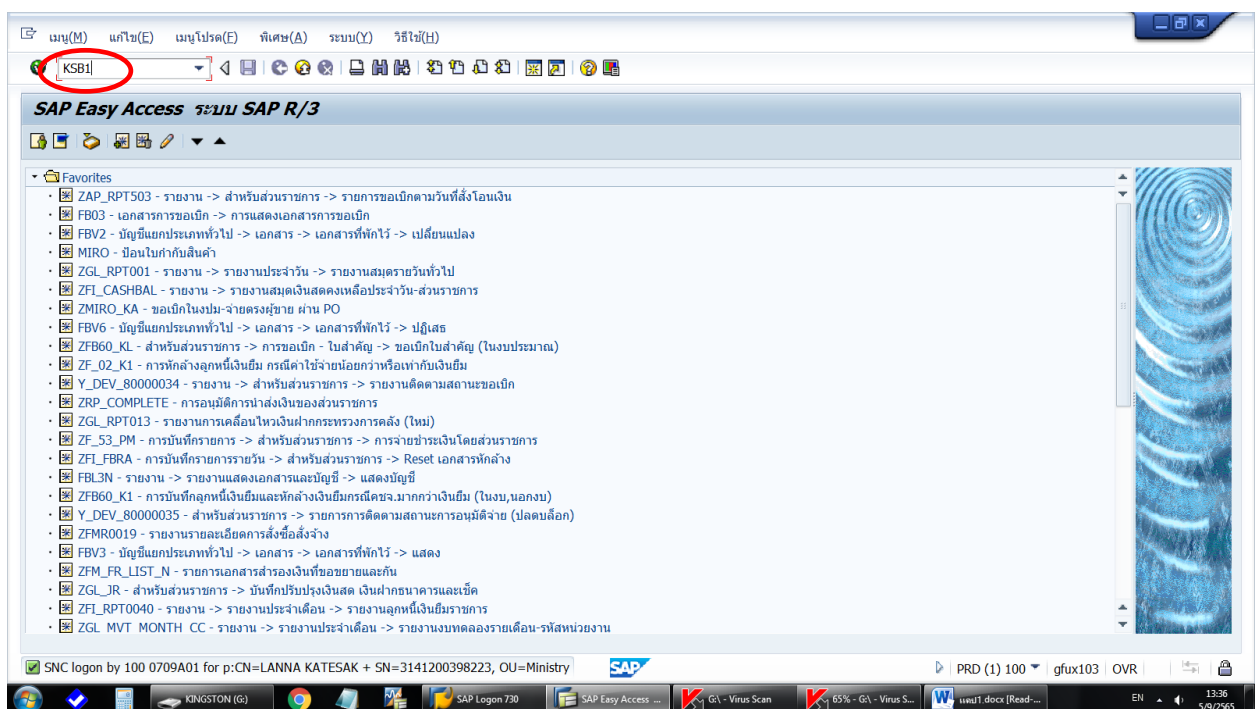 เมนู(M) แก้ไข(E) เมนูโปรด(F) พิเศษ(A) ระบบ(Y) วิธีใช้(H)
KSB1
SAP Easy Access ระบบ SAP R/3
Favorites
ZAP_RPT503 - รายงาน -> สำหรับส่วนราชการ -> รายการขอเบิกตามวันที่สั่งโอนเงิน
FB03 - เอกสารการขอเบิก -> การแสดงเอกสารการขอเบิก
FBV2 - บัญชีแยกประเภททั่วไป -> เอกสาร -> เอกสารที่พักไว้ -> เปลี่ยนแปลง
MIRO - ป้อนใบกำกับสินค้า
ZGL_RPT001 - รายงาน -> รายงานประจำวัน -> รายงานสมุดรายวันทั่วไป
ZFI_CASHBAL - รายงาน -> รายงานสมุดเงินสดคงเหลือประจำวัน-ส่วนราชการ
ZMIRO_KA - ขอเบิกในงปม-จ่ายตรงผู้ขาย ผ่าน PO
FBV6 - บัญชีแยกประเภททั่วไป -> เอกสาร -> เอกสารที่พักไว้ -> ปฏิเสธ
ZFB60_KL - สำหรับส่วนราชการ -> การขอเบิก - ใบสำคัญ -> ขอเบิกใบสำคัญ (ในงบประมาณ)
ZF_02_K1 - การหักล้างลูกหนี้เงินยืม กรณีค่าใช้จ่ายน้อยกว่าหรือเท่ากับเงินยืม
Y_DEV_80000034 - รายงาน -> สำหรับส่วนราชการ -> รายงานติดตามสถานะขอเบิก
ZRP_COMPLETE - การอนุมัติการนำส่งเงินของส่วนราชการ
ZGL_RPT013 - รายงานการเคลื่อนไหวเงินฝากกระทรวงการคลัง (ใหม่)
ZF_53_PM - การบันทึกรายการ -> สำหรับส่วนราชการ -> การจ่ายชำระเงินโดยส่วนราชการ
ZFI_FBRA - การบันทึกรายการรายวัน -> สำหรับส่วนราชการ -> Reset เอกสารหักล้าง
FBL3N - รายงาน -> รายงานแสดงเอกสารและบัญชี -> แสดงบัญชี
ZFB60_K1 - การบันทึกลูกหนี้เงินยืมและหักล้างเงินยืมกรณีคชจ.มากกว่าเงินยืม (ในงบ,นอกงบ)
Y_DEV_80000035 - สำหรับส่วนราชการ -> รายการการติดตามสถานะการอนุมัติจ่าย (ปลดบล็อก)
ZFMR0019 - รายงานรายละเอียดการสั่งซื้อสั่งจ้าง
FBV3 - บัญชีแยกประเภททั่วไป -> เอกสาร -> เอกสารที่พักไว้ -> แสดง
ZFM_FR_LIST_N - รายการเอกสารสำรองเงินที่ขอขยายและกัน
ZGL_JR - สำหรับส่วนราชการ -> บันทึกปรับปรุงเงินสด เงินฝากธนาคารและเช็ค
ZFI_RPT0040 - รายงาน -> รายงานประจำเดือน -> รายงานลูกหนี้เงินยืมราชการ
ZGL_MVT_MONTH_CC - รายงาน -> รายงานประจำเดือน -> รายงานงบทดลองรายเดือน-รหัสหน่วยงาน
SNC logon by 100 0709A01 for p:CN=LANNA KATESAK + SN=3141200398223, OU=Ministry SAP PRD (1) 100 gfux103 OVR
KINGSTON (G:) SAP Logon 730 SAP Easy Access ... G:\ - Virus Scan 65% - G:\ - Virus S... แคป1.docx [Read-... EN 13:36
5/9/2565